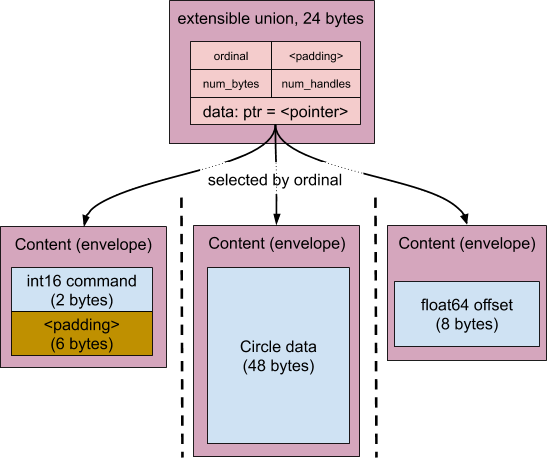 extensible union, 24 bytes
ordinal <padding>
num_bytes num_handles
data: ptr = <pointer>
selected by ordinal
Content (envelope)
int16 command
(2 bytes)
<padding>
(6 bytes)
Content (envelope)
Circle data
(48 bytes)
Content (envelope)
float64 offset
(8 bytes)